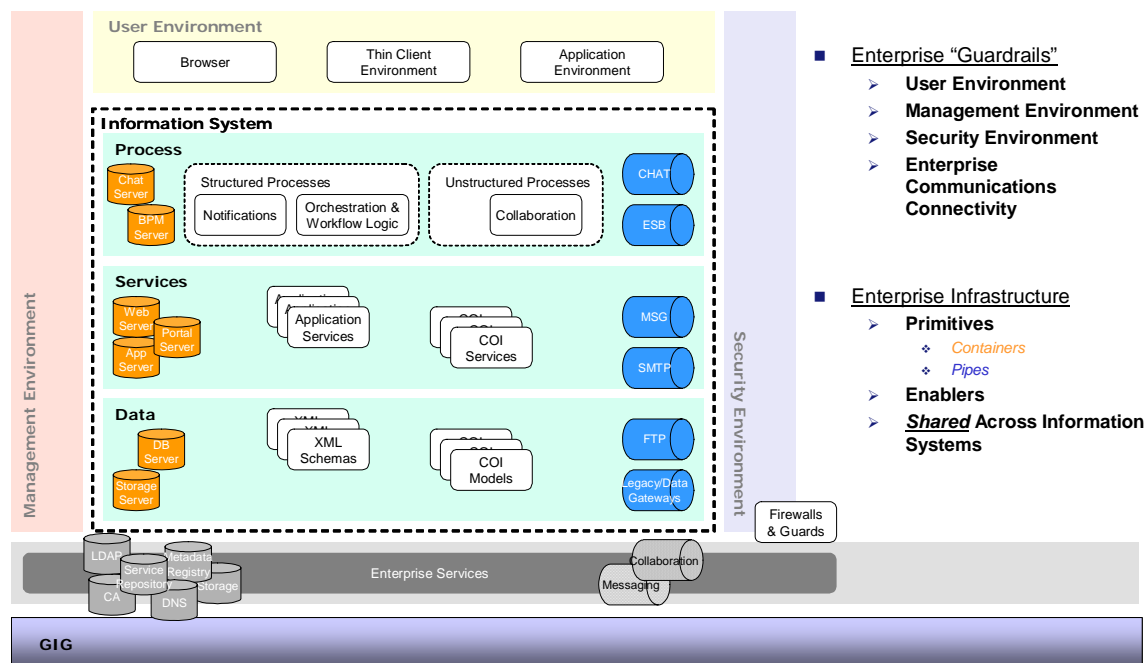 User Environment
Browser
Thin Client
Environment
Application
Environment
Management Environment
Security Environment
Information System
Process
Chat
Server
BPM
Server
Structured Processes
Notifications
Orchestration &
Workflow Logic
Unstructured Processes
Collaboration
CHAT
ESB
Services
Web
Server
Portal
Server
App
Server
Application
Services
COI
Services
MSG
SMTP
Data
DB
Server
Storage
Server
XML
Schemas
COI
Models
FTP
Legacy/Data
Gateways
Firewalls
& Guards
LDAP
Metadata
Registry
Service
Repository
Storage
CA
DNS
Enterprise Services
Collaboration
Messaging
GIG
Enterprise “Guardrails”
User Environment
Management Environment
Security Environment
Enterprise
Communications
Connectivity
Enterprise Infrastructure
Primitives
Containers
Pipes
Enablers
Shared Across Information
Systems